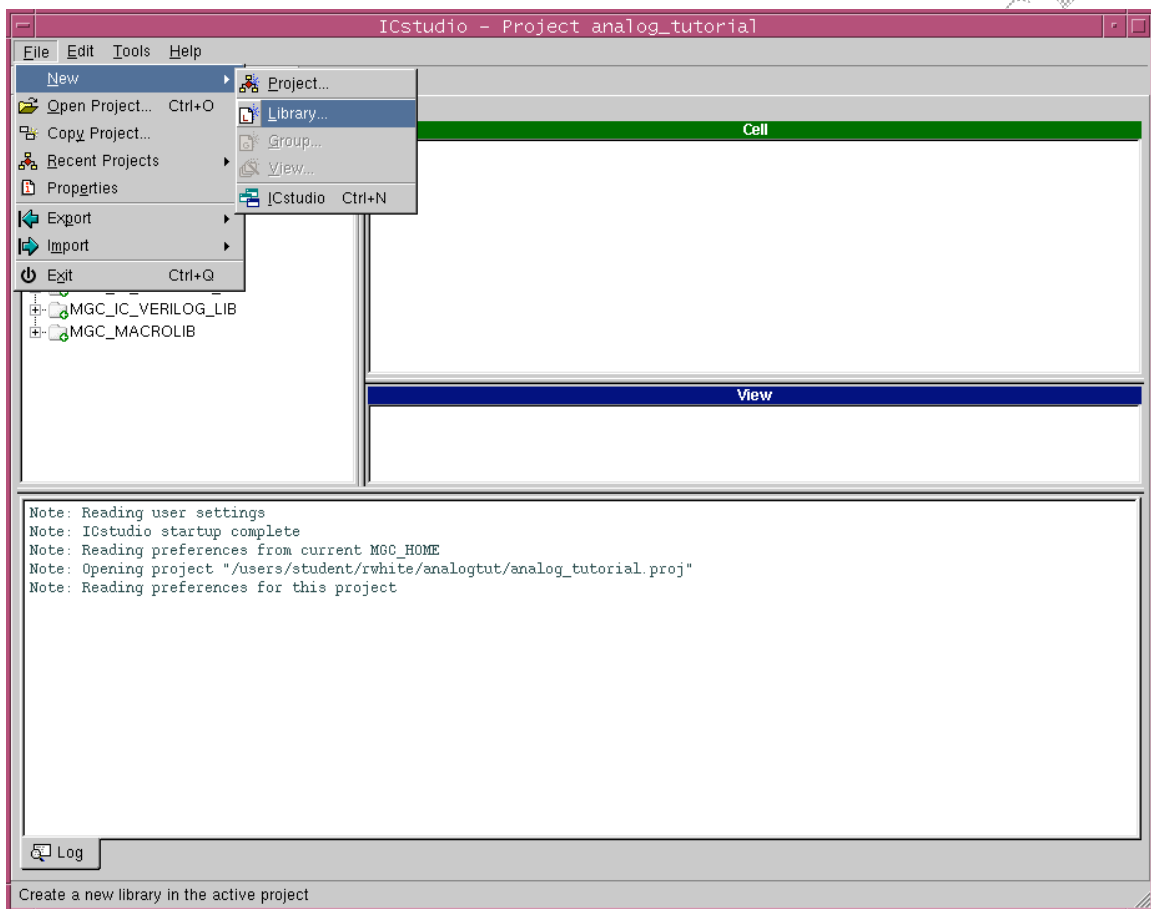 ICstudio - Project analog_tutorial
File Edit Tools Help
New
Open Project... Ctrl+O
Copy Project...
Recent Projects
Properties
Export
Import
Exit Ctrl+Q
Project...
Library...
Group...
View...
ICstudio Ctrl+N
Cell
MGC_IC_VERILOG_LIB
MGC_MACROLIB
View
Note: Reading user settings
Note: ICstudio startup complete
Note: Reading preferences from current MGC_HOME
Note: Opening project "/users/student/rwhite/analogtut/analog_tutorial.proj"
Note: Reading preferences for this project
Log
Create a new library in the active project